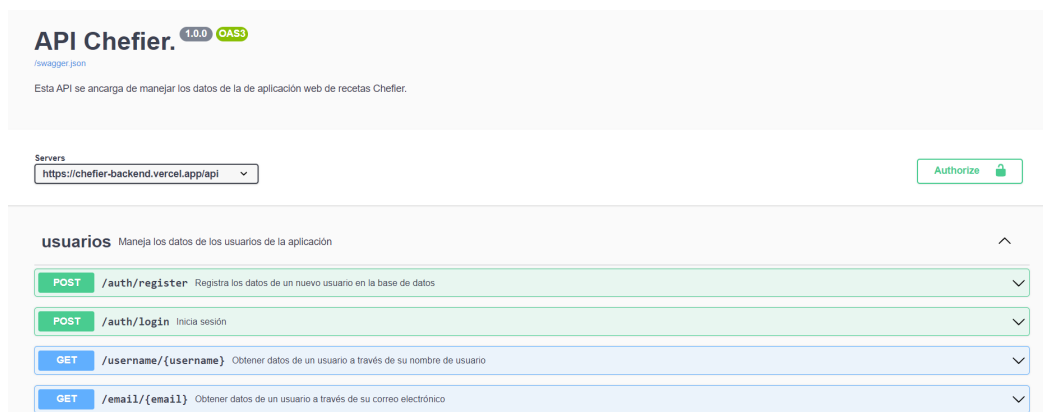 API Chefier. 1.0.0 OAS3
/swagger.json
Esta API se ancarga de manejar los datos de la de aplicación web de recetas Chefier.
Servers
https://chefier-backend.vercel.app/api
Authorize
usuarios Maneja los datos de los usuarios de la aplicación
POST /auth/register Registra los datos de un nuevo usuario en la base de datos
POST /auth/login Inicia sesión
GET /username/{username} Obtener datos de un usuario a través de su nombre de usuario
GET /email/{email} Obtener datos de un usuario a través de su correo electrónico